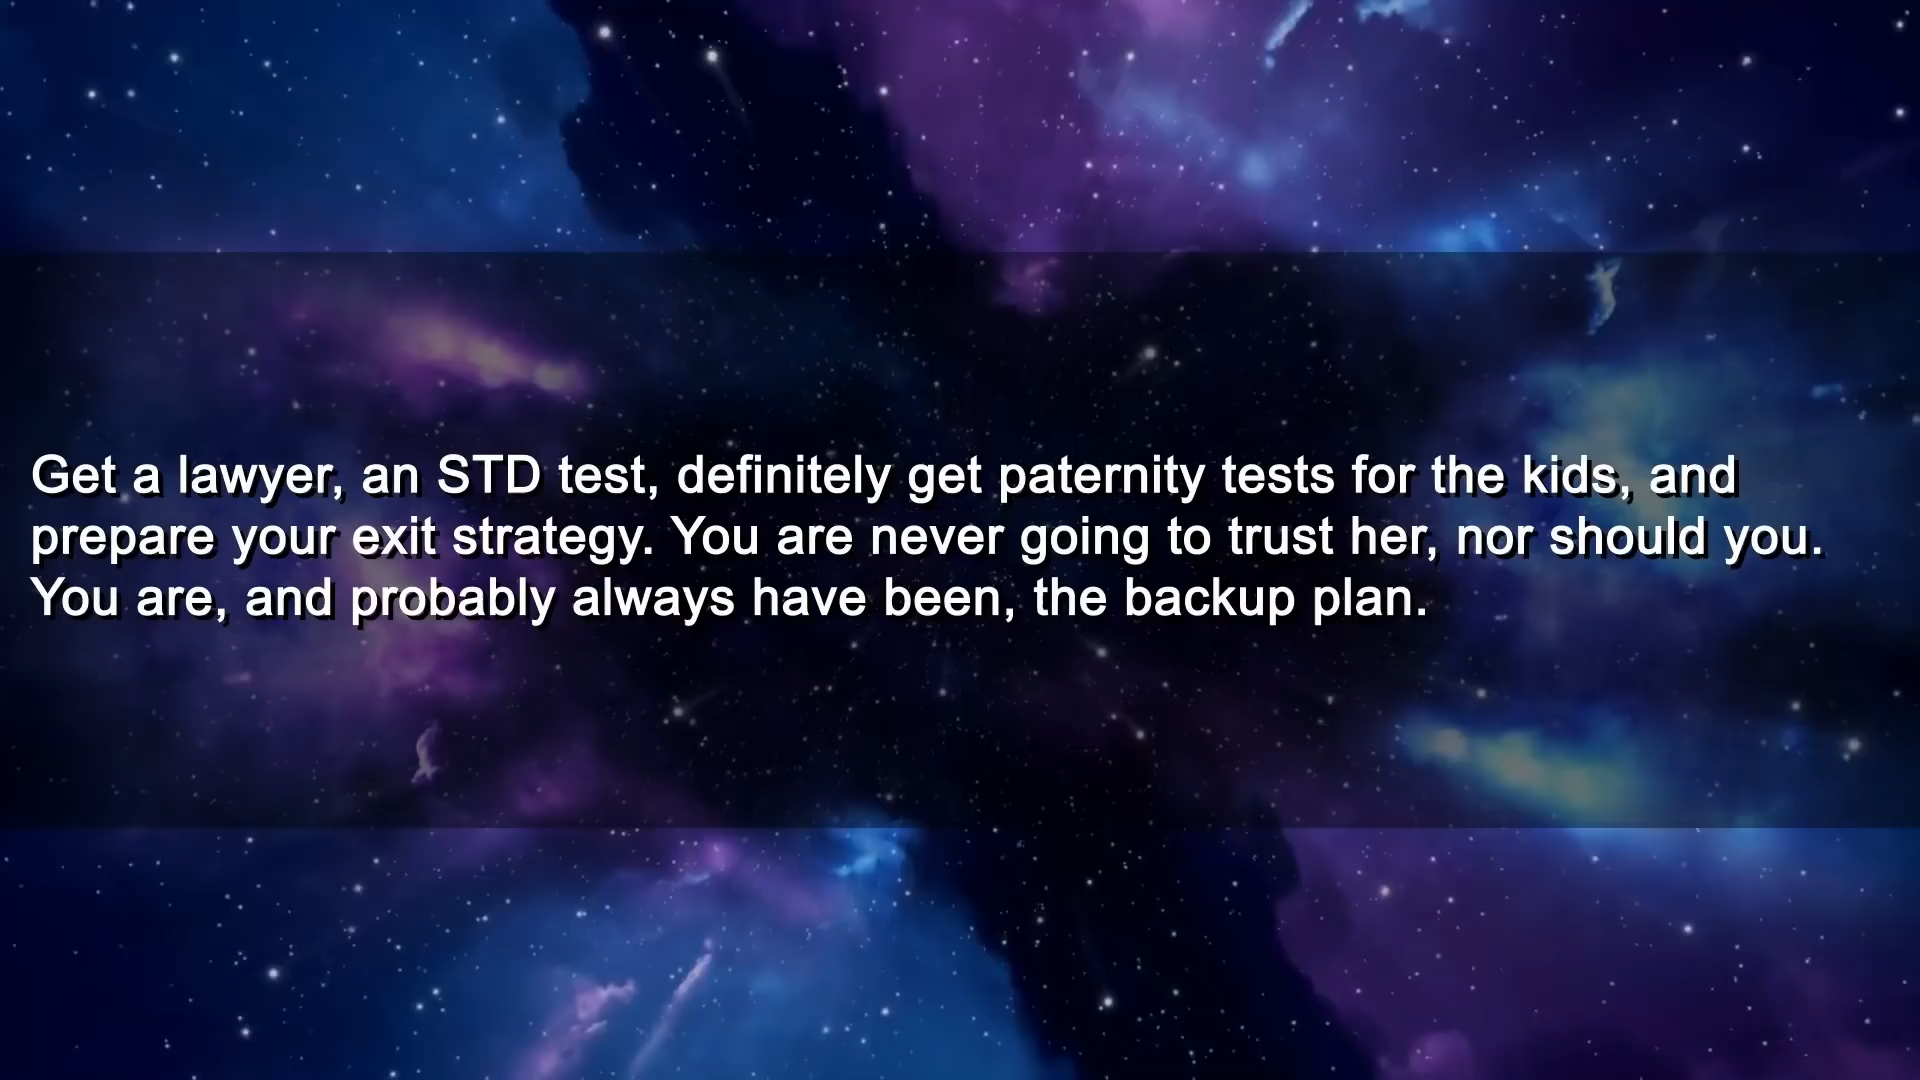 Get a lawyer, an STD test, definitely get paternity tests for the kids, and
prepare your exit strategy. You are never going to trust her, nor should you.
You are, and probably always have been, the backup plan.